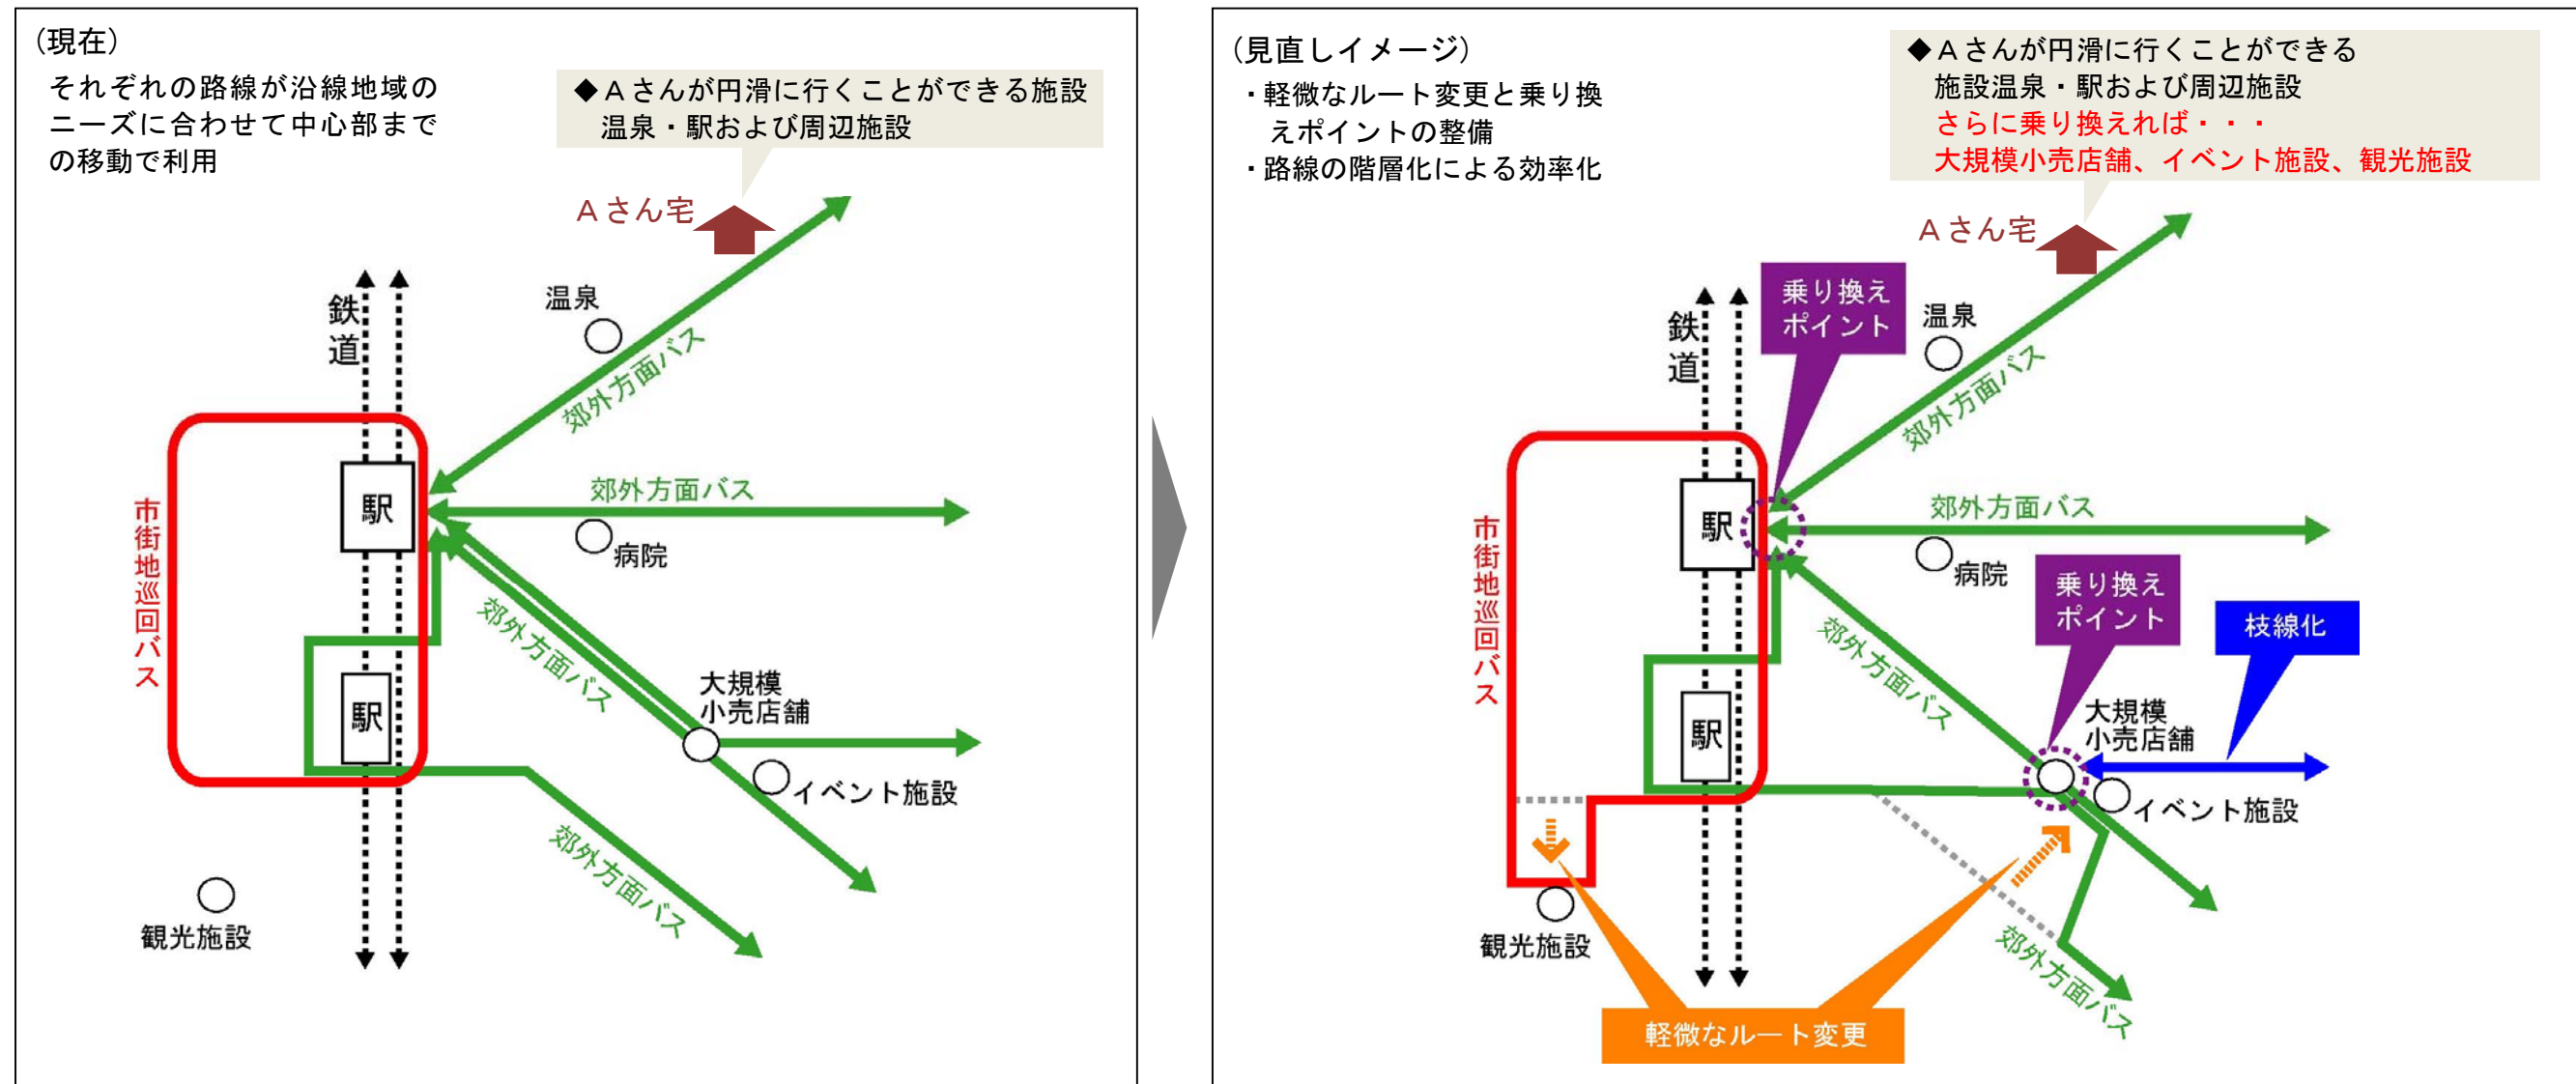 （現在）
それぞれの路線が沿線地域の
ニーズに合わせて中心部まで
の移動で利用
◆Ａさんが円滑に行くことができる施設
温泉・駅および周辺施設
Ａさん宅
鉄道
温泉
郊外方面バス
駅
郊外方面バス
病院
市街地巡回バス
郊外方面バス
大規模
小売店舗
駅
イベント施設
郊外方面バス
観光施設
（見直しイメージ）
・軽微なルート変更と乗り換
えポイントの整備
・路線の階層化による効率化
◆Ａさんが円滑に行くことができる
施設温泉・駅および周辺施設
さらに乗り換えれば・・・
大規模小売店舗、イベント施設、観光施設
Ａさん宅
乗り換え
ポイント
鉄道
温泉
郊外方面バス
駅
郊外方面バス
病院
市街地巡回バス
乗り換え
ポイント
枝線化
郊外方面バス
大規模
小売店舗
駅
イベント施設
観光施設
郊外方面バス
軽微なルート変更